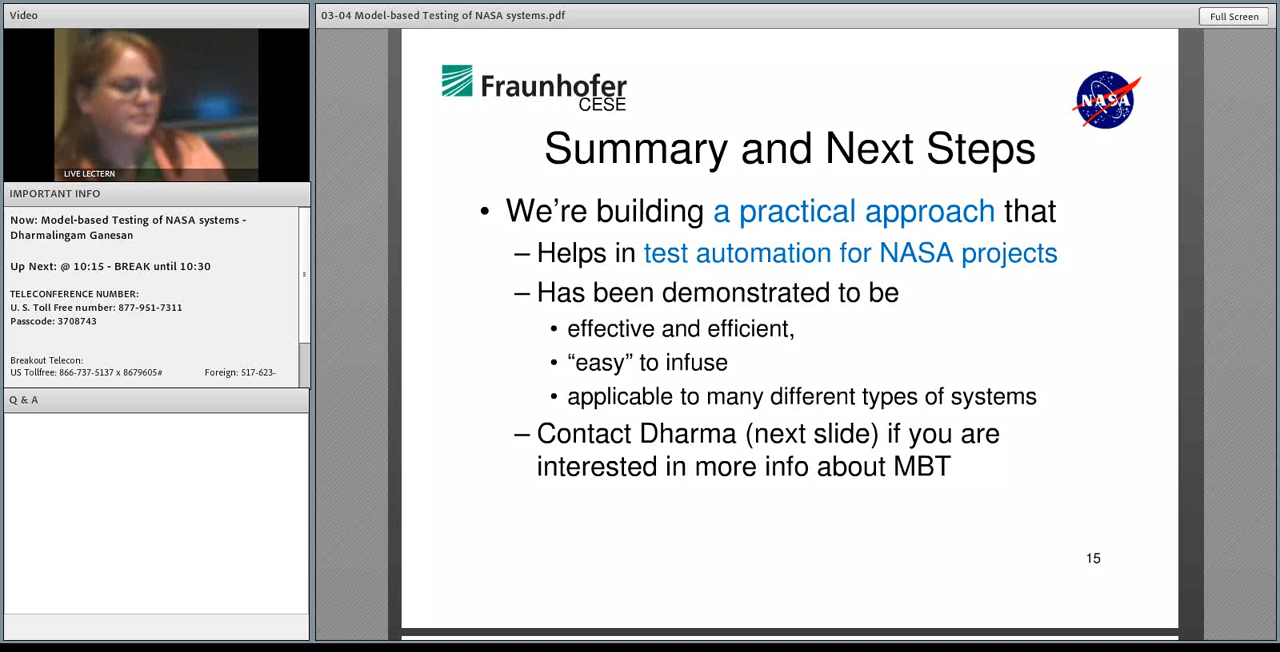 Video
LIVE LECTERN
IMPORTANT INFO
Now: Model-based Testing of NASA systems -
Dharmalingam Ganesan
Up Next: @ 10:15 - BREAK until 10:30
TELECONFERENCE NUMBER:
U. S. Toll Free number: 877-951-7311
Passcode: 3708743
Breakout Telecon:
US Tollfree: 866-737-5137 x 8679605# Foreign: 517-623-
Q & A
03-04 Model-based Testing of NASA systems.pdf
Full Screen
Fraunhofer
CESE
NASA
Summary and Next Steps
• We’re building a practical approach that
– Helps in test automation for NASA projects
– Has been demonstrated to be
• effective and efficient,
• “easy” to infuse
• applicable to many different types of systems
– Contact Dharma (next slide) if you are
interested in more info about MBT
15